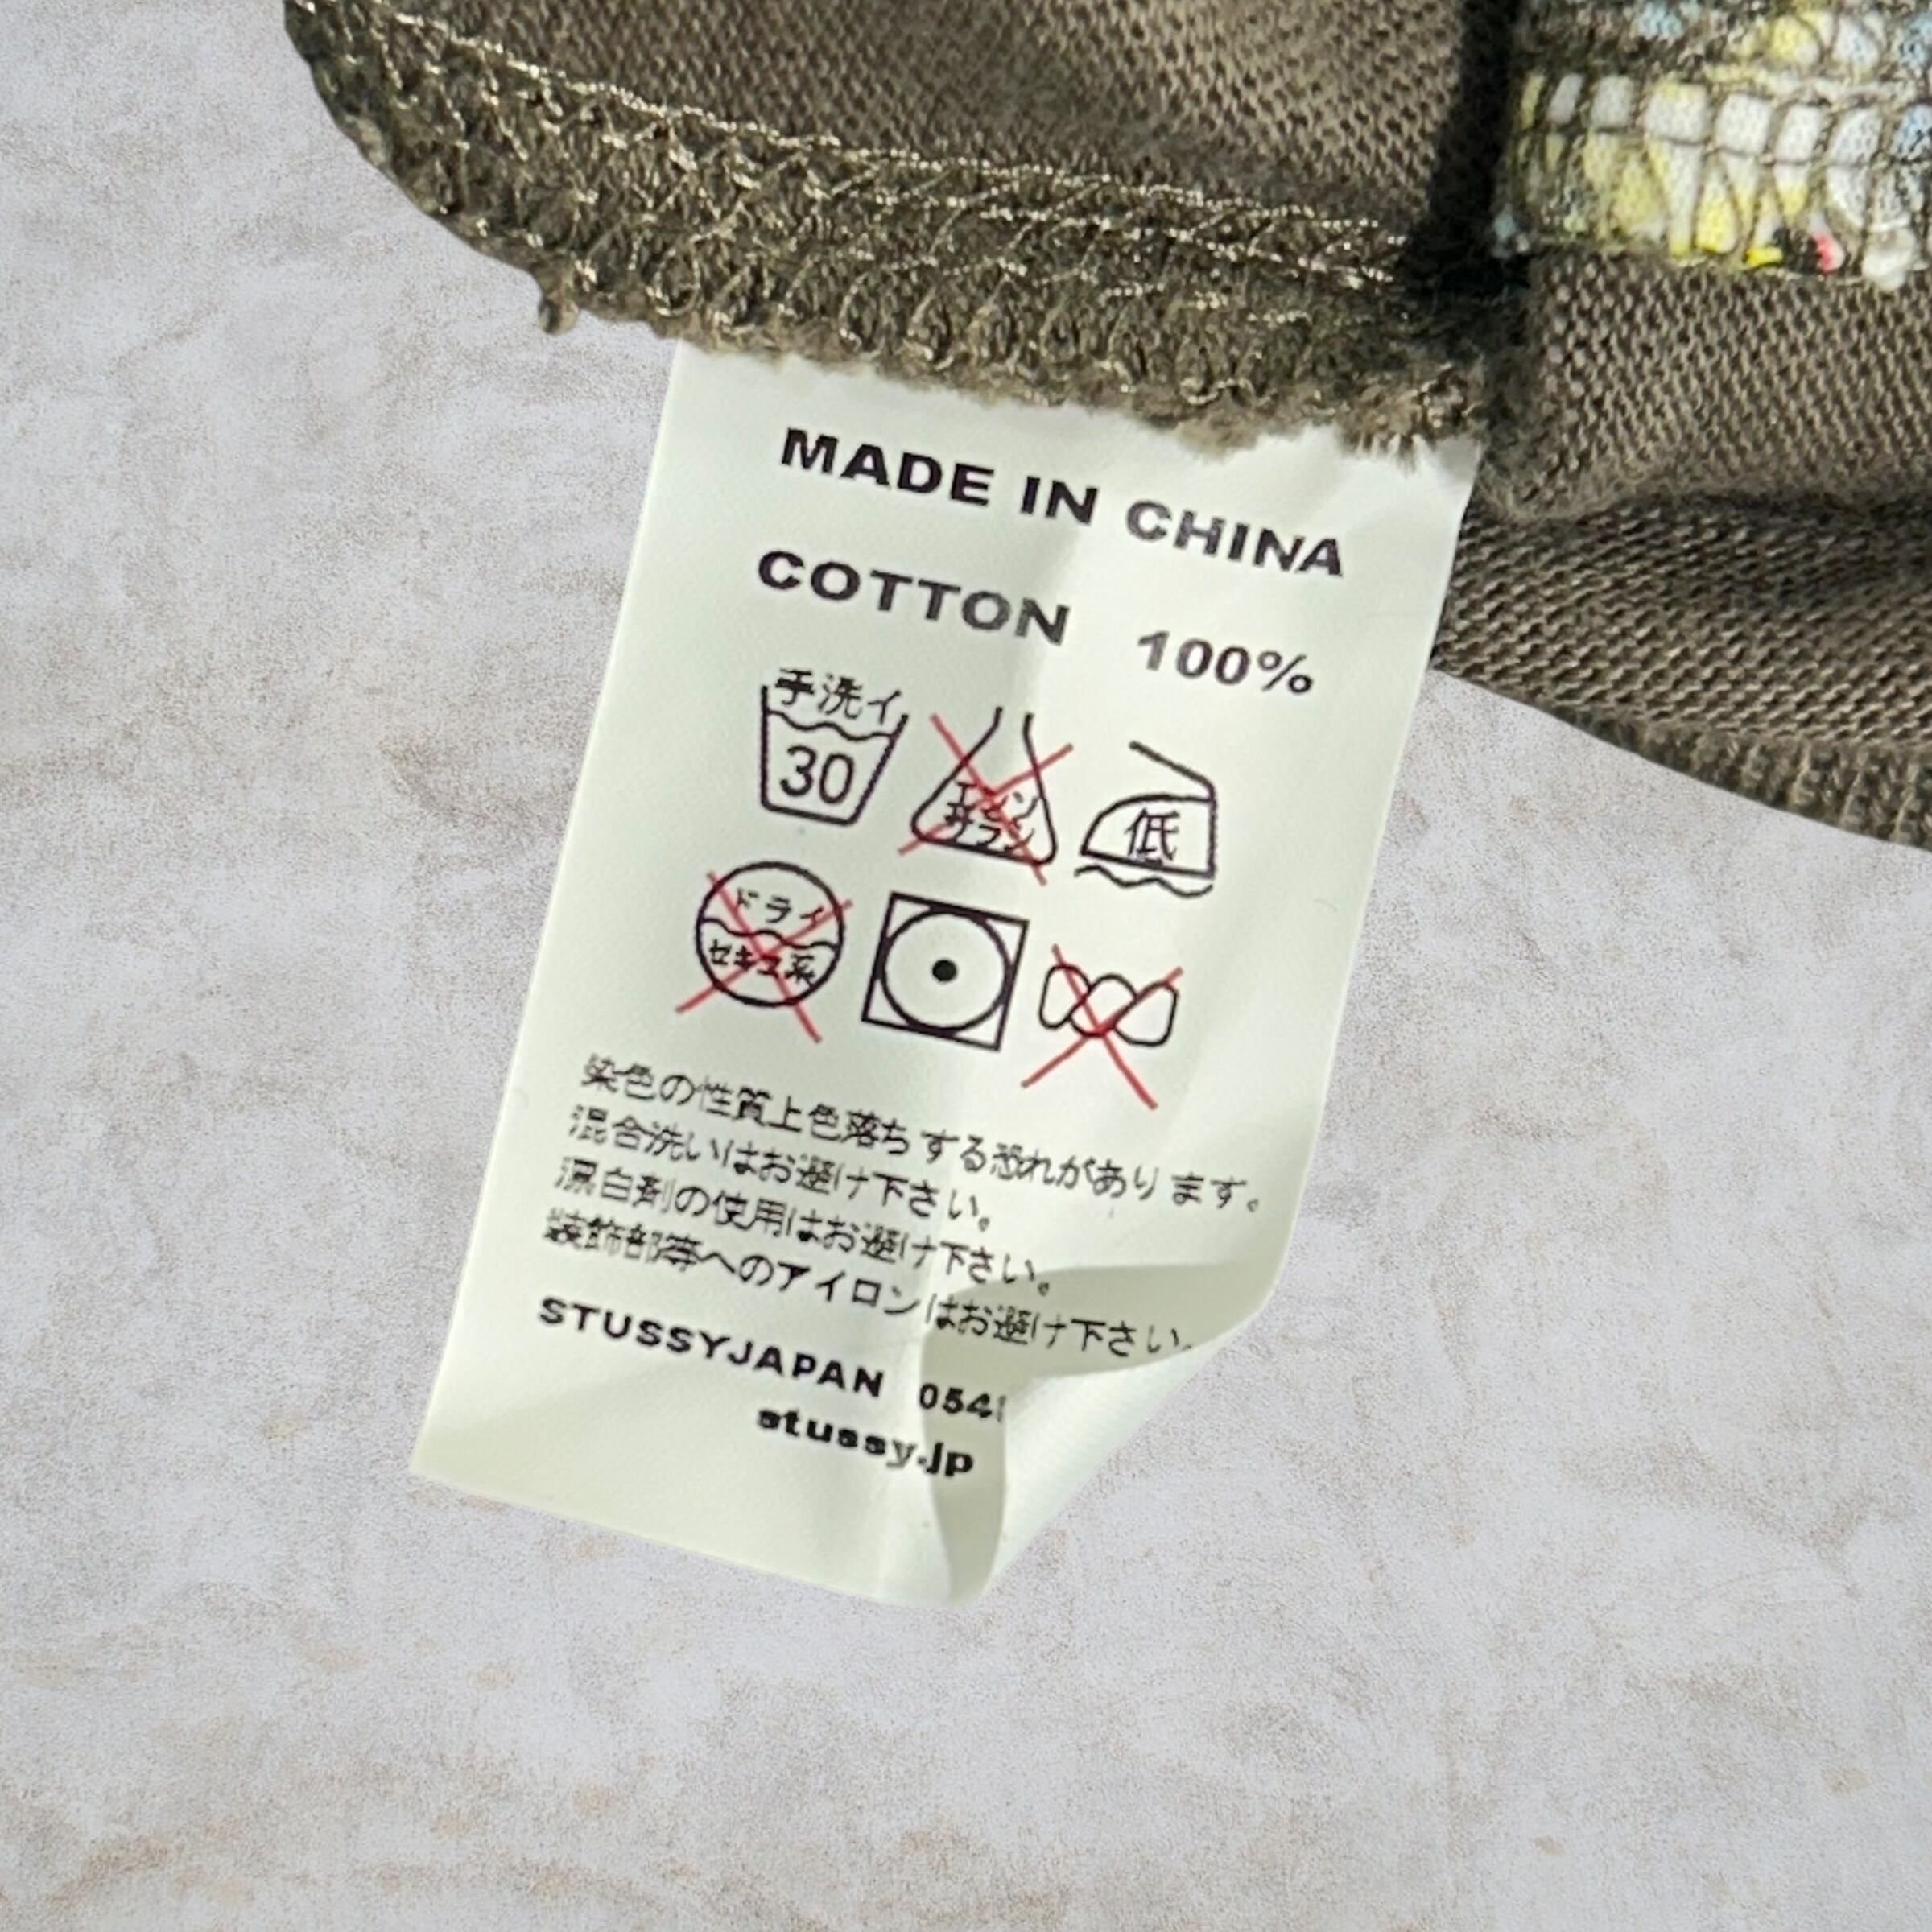 MADE IN CHINA
COTTON 100%
手洗イ
30
エンソ
サラシ
低
ドライ
セキユ系
染色の性質上色落ちする恐れがあります。
混合洗いはお避け下さい。
漂白剤の使用はお避け下さい。
装飾部等へのアイロンはお避け下さい。
STUSSYJAPAN 054
stussy.jp